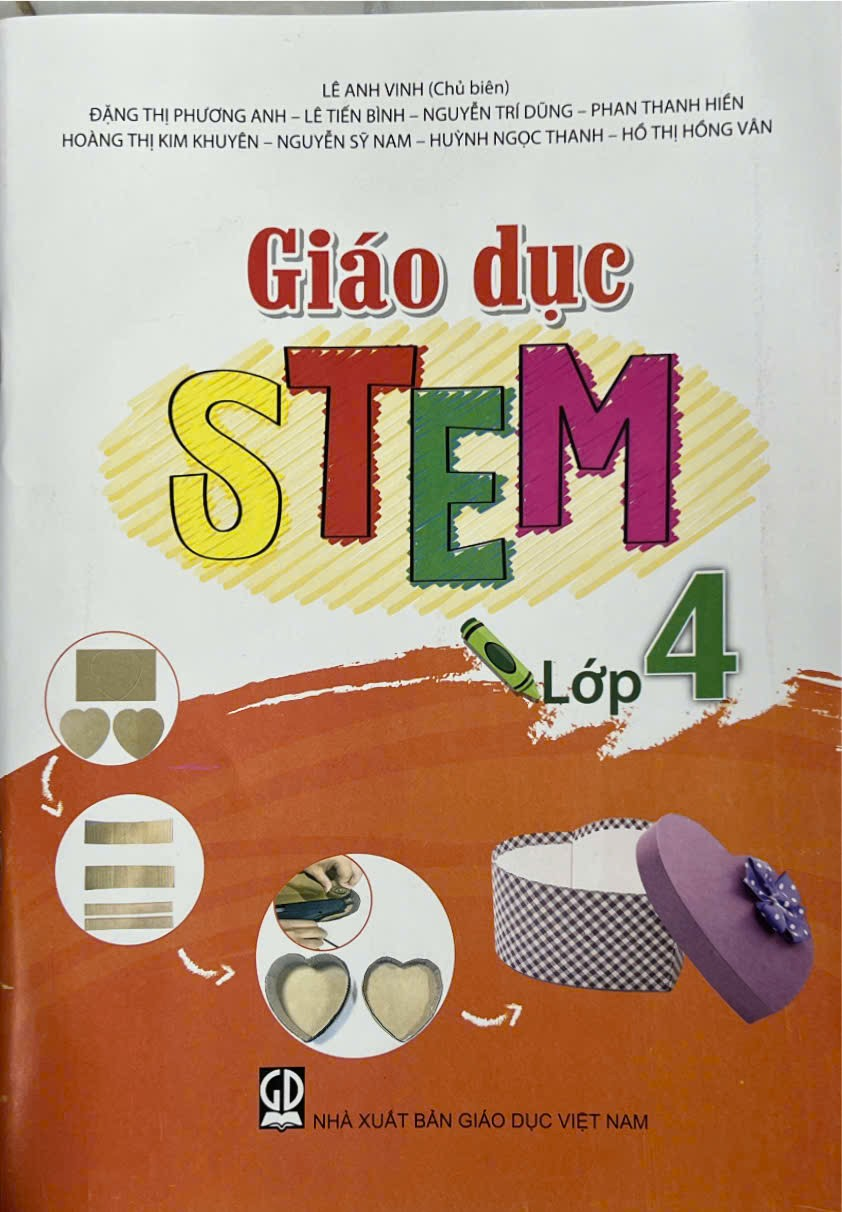 LÊ ANH VINH (Chủ biên)
ĐẶNG THỊ PHƯƠNG ANH – LÊ TIẾN BÌNH – NGUYỄN TRÍ DŨNG – PHAN THANH HIỀN
HOÀNG THỊ KIM KHUYÊN – NGUYỄN SỸ NAM – HUỲNH NGỌC THANH – HỒ THỊ HỒNG VÂN
Giáo dục
STEM
Lớp 4
GD
NHÀ XUẤT BẢN GIÁO DỤC VIỆT NAM